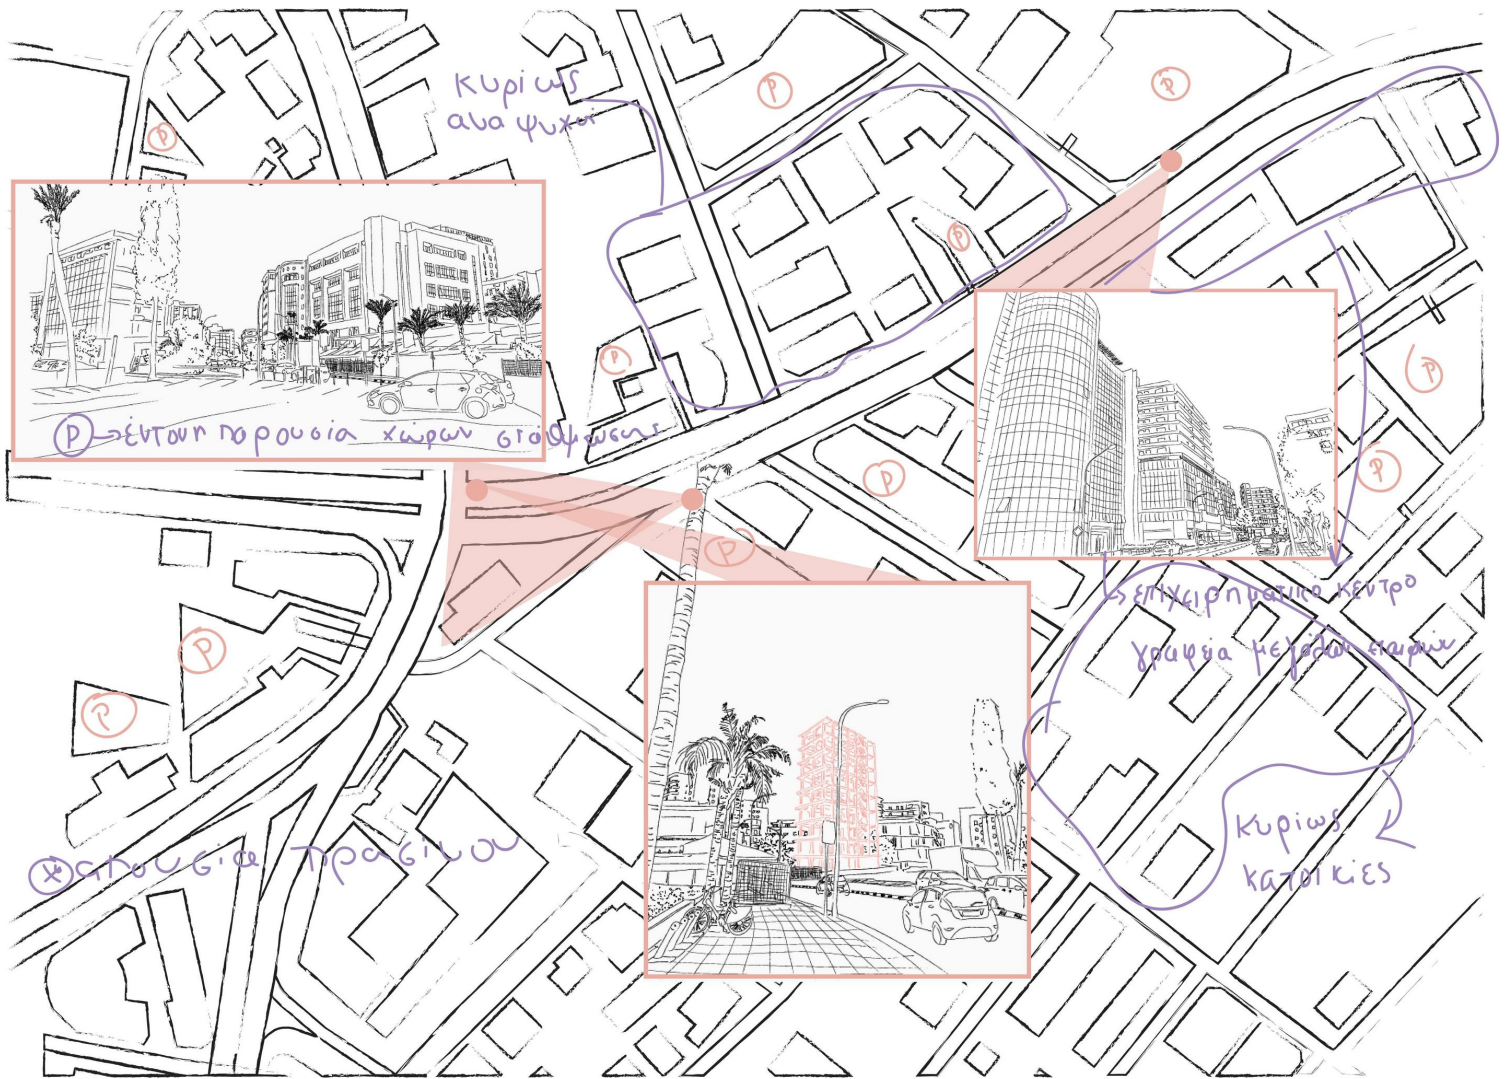 κυρίως
αναψυχή
P
P
P
P
P
P → έντονη παρουσία χώρων στάθμευσης
P
P
P
P
P
P
→ επιχειρηματικό κέντρο
γραφεία μεγάλων εταιριών
κυρίως
κατοικίες
* απουσία πρασίνου